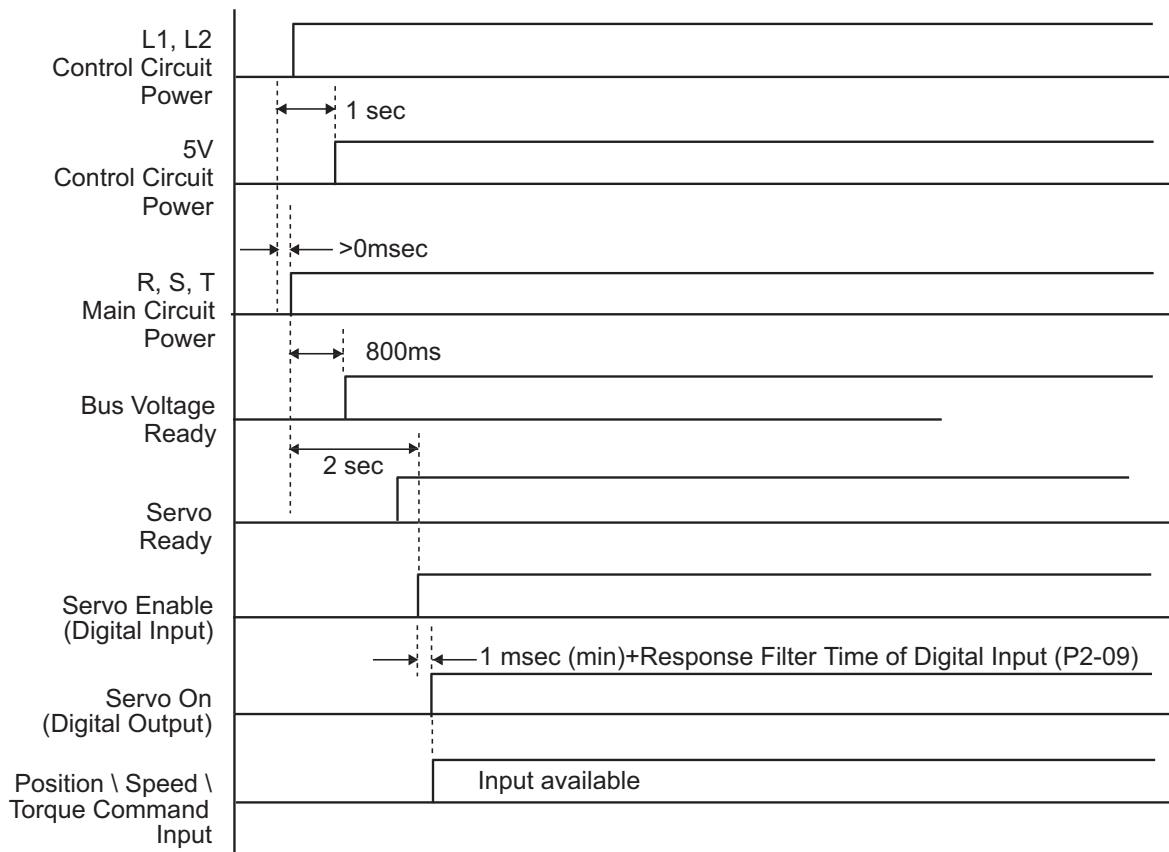 L1, L2
Control Circuit
Power
1 sec
5V
Control Circuit
Power
>0msec
R, S, T
Main Circuit
Power
800ms
Bus Voltage
Ready
2 sec
Servo
Ready
Servo Enable
(Digital Input)
1 msec (min)+Response Filter Time of Digital Input (P2-09)
Servo On
(Digital Output)
Position \ Speed \
Torque Command
Input
Input available